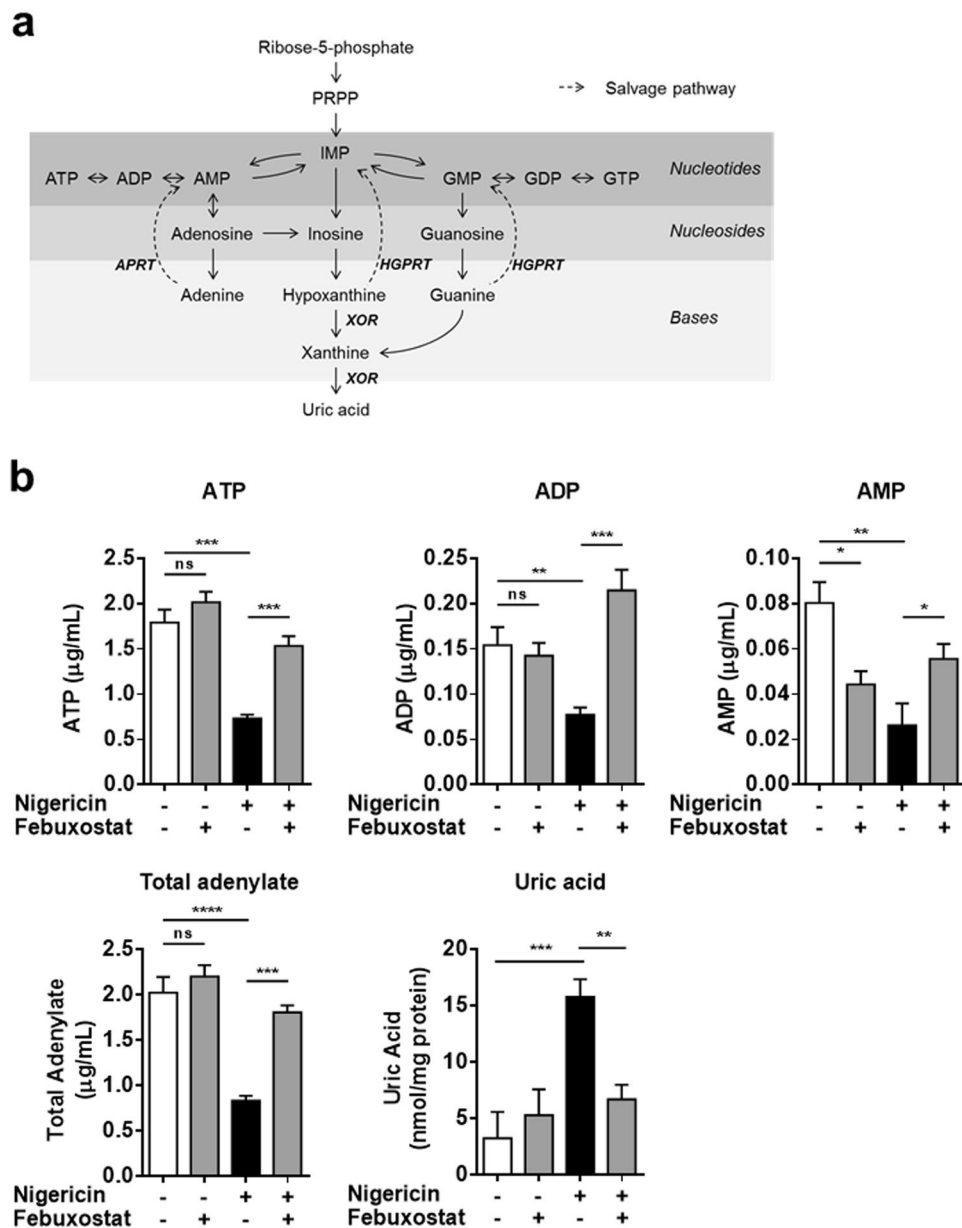 a
Ribose-5-phosphate
PRPP
Salvage pathway
IMP
Nucleotides
ATP ADP AMP GMP GDP GTP
Adenosine Inosine Guanosine
Nucleosides
APRT HGPRT HGPRT
Adenine Hypoxanthine Guanine
XOR
Bases
Xanthine
XOR
Uric acid
b
ATP
ATP (µg/mL)
2.5
2.0
1.5
1.0
0.5
0.0
***
ns
***
Nigericin - - + +
Febuxostat - + - +
ADP
ADP (µg/mL)
0.25
0.20
0.15
0.10
0.05
0.00
***
**
ns
Nigericin - - + +
Febuxostat - + - +
AMP
AMP (µg/mL)
0.10
0.08
0.06
0.04
0.02
0.00
**
*
*
Nigericin - - + +
Febuxostat - + - +
Total adenylate
Total Adenylate
(µg/mL)
2.5
2.0
1.5
1.0
0.5
0.0
****
ns
***
Nigericin - - + +
Febuxostat - + - +
Uric acid
Uric Acid
(nmol/mg protein)
20
15
10
5
0
***
**
Nigericin - - + +
Febuxostat - + - +